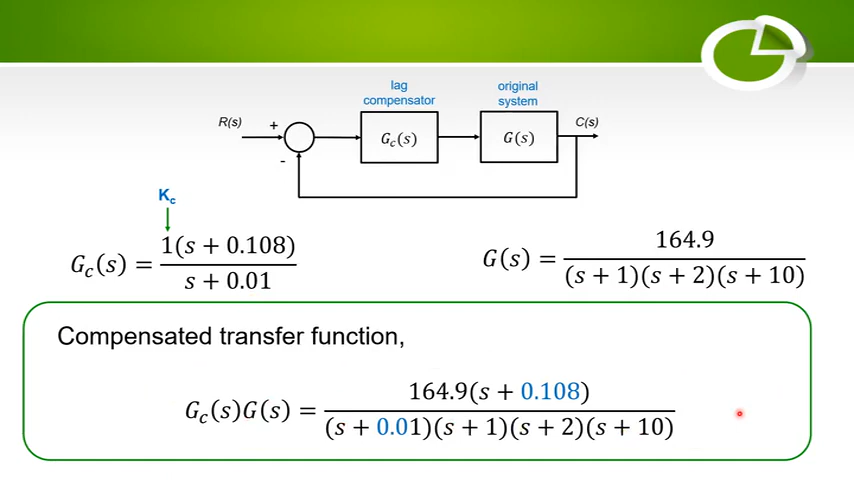 lag
compensator
original
system
R(s)
+
G_c(s)
G(s)
C(s)
-
K_c
G_c(s) = 1(s + 0.108) / s + 0.01
G(s) = 164.9 / (s + 1)(s + 2)(s + 10)
Compensated transfer function,
G_c(s)G(s) = 164.9(s + 0.108) / (s + 0.01)(s + 1)(s + 2)(s + 10)